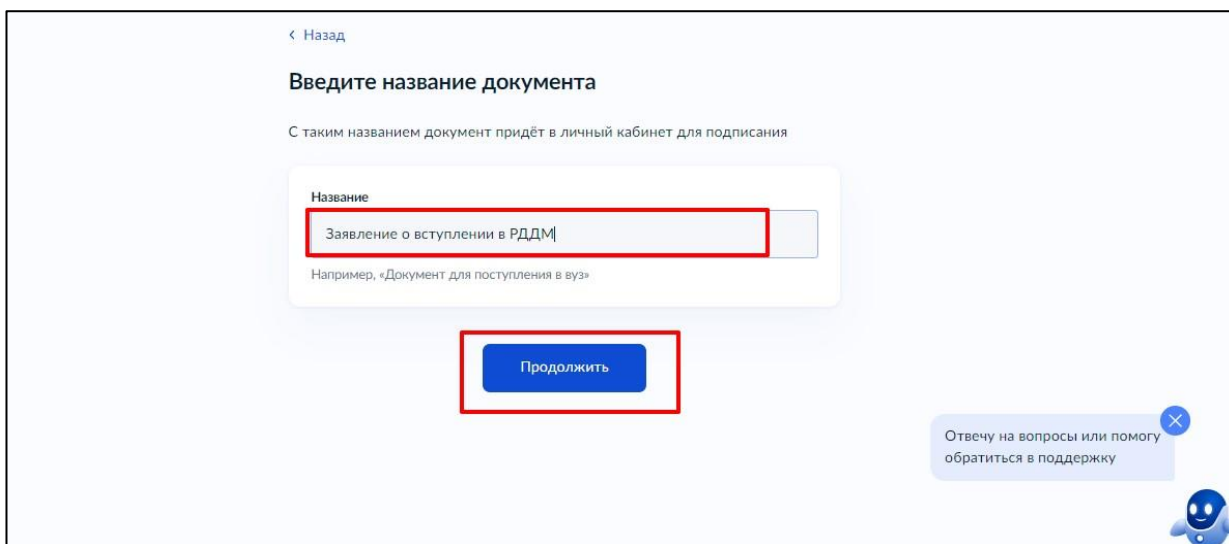 Назад
Введите название документа
С таким названием документ придёт в личный кабинет для подписания
Название
Заявление о вступлении в РДДМ
Например, «Документ для поступления в вуз»
Продолжить
Отвечу на вопросы или помогу
обратиться в поддержку